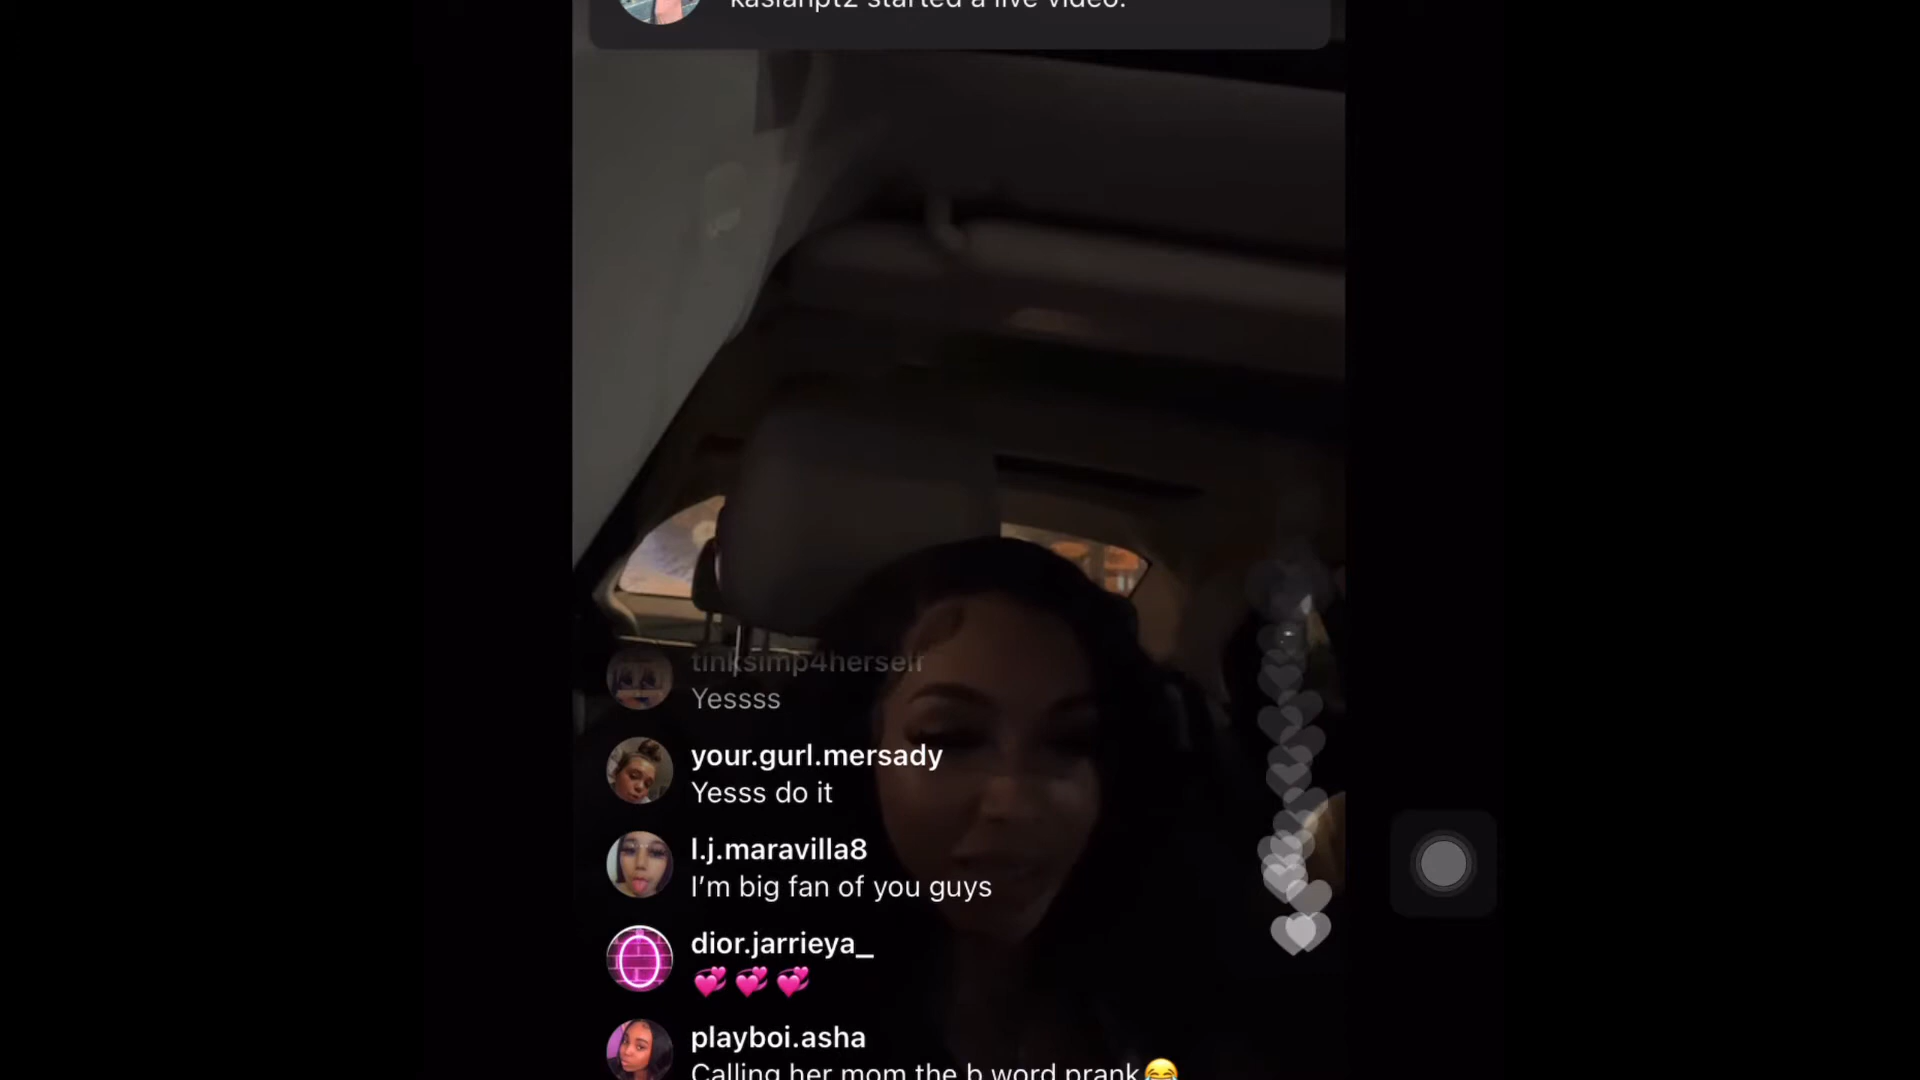 kasianpt2 started a live video.
tinksimp4herself
Yessss
your.gurl.mersady
Yesss do it
l.j.maravilla8
I’m big fan of you guys
dior.jarrieya_
💞💞💞
playboi.asha
Calling her mom the b word prank😂